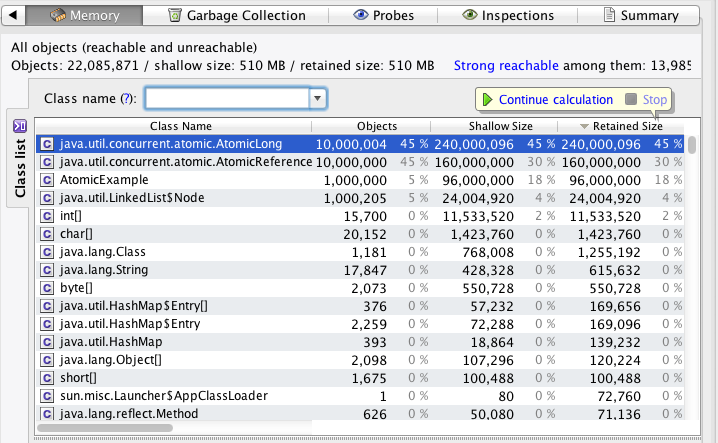 Memory Garbage Collection Probes Inspections Summary
All objects (reachable and unreachable)
Objects: 22,085,871 / shallow size: 510 MB / retained size: 510 MB Strong reachable among them: 13,985
Class name (?):
Continue calculation Stop
Class list
Class Name Objects Shallow Size Retained Size
C java.util.concurrent.atomic.AtomicLong 10,000,004 45 % 240,000,096 45 % 240,000,096 45 %
C java.util.concurrent.atomic.AtomicReference 10,000,000 45 % 160,000,000 30 % 160,000,000 30 %
C AtomicExample 1,000,000 5 % 96,000,000 18 % 96,000,000 18 %
C java.util.LinkedList$Node 1,000,205 5 % 24,004,920 4 % 24,004,920 4 %
C int[] 15,700 0 % 11,533,520 2 % 11,533,520 2 %
C char[] 20,152 0 % 1,423,760 0 % 1,423,760 0 %
C java.lang.Class 1,181 0 % 768,008 0 % 1,255,192 0 %
C java.lang.String 17,847 0 % 428,328 0 % 615,632 0 %
C byte[] 2,073 0 % 550,728 0 % 550,728 0 %
C java.util.HashMap$Entry[] 376 0 % 57,232 0 % 169,656 0 %
C java.util.HashMap$Entry 2,259 0 % 72,288 0 % 169,096 0 %
C java.util.HashMap 393 0 % 18,864 0 % 139,232 0 %
C java.lang.Object[] 2,098 0 % 107,296 0 % 120,224 0 %
C short[] 1,675 0 % 100,488 0 % 100,488 0 %
C sun.misc.Launcher$AppClassLoader 1 0 % 80 0 % 72,760 0 %
C java.lang.reflect.Method 626 0 % 50,080 0 % 71,136 0 %